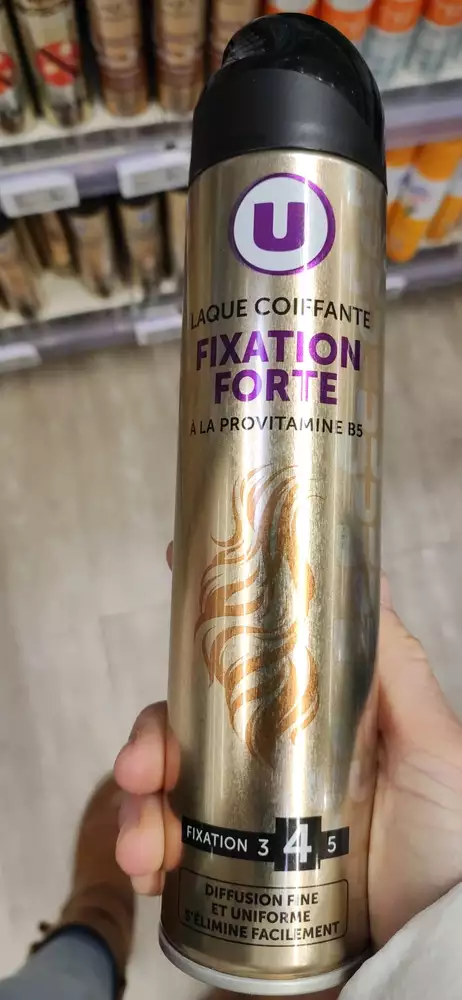 U
LAQUE COIFFANTE
FIXATION
FORTE
À LA PROVITAMINE B5
FIXATION 3 4 5
DIFFUSION FINE
ET UNIFORME
S'ÉLIMINE FACILEMENT